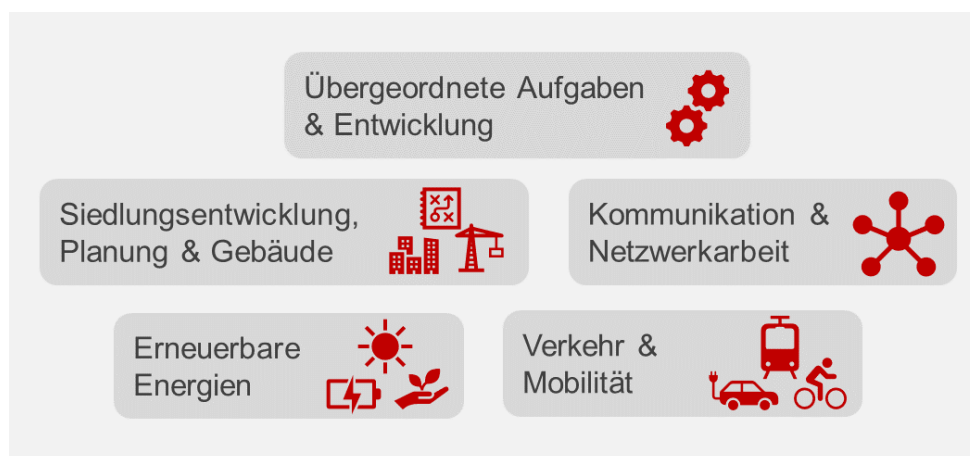 Übergeordnete Aufgaben
& Entwicklung
Siedlungsentwicklung,
Planung & Gebäude
Kommunikation &
Netzwerkarbeit
Erneuerbare
Energien
Verkehr &
Mobilität